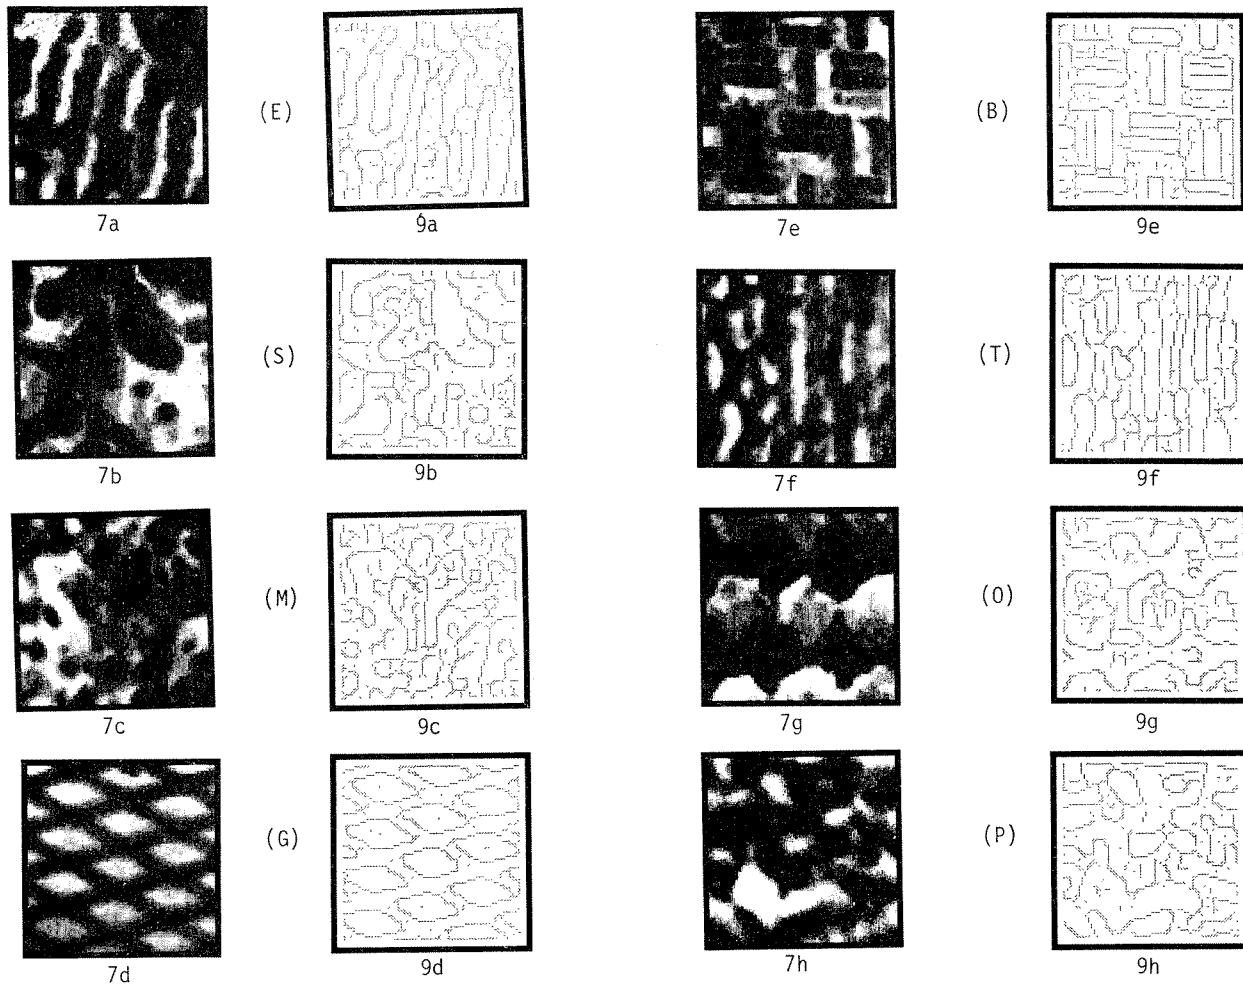 (E) (B)
7a 9a 7e 9e
(S) (T)
7b 9b 7f 9f
(M) (O)
7c 9c 7g 9g
(G) (P)
7d 9d 7h 9h